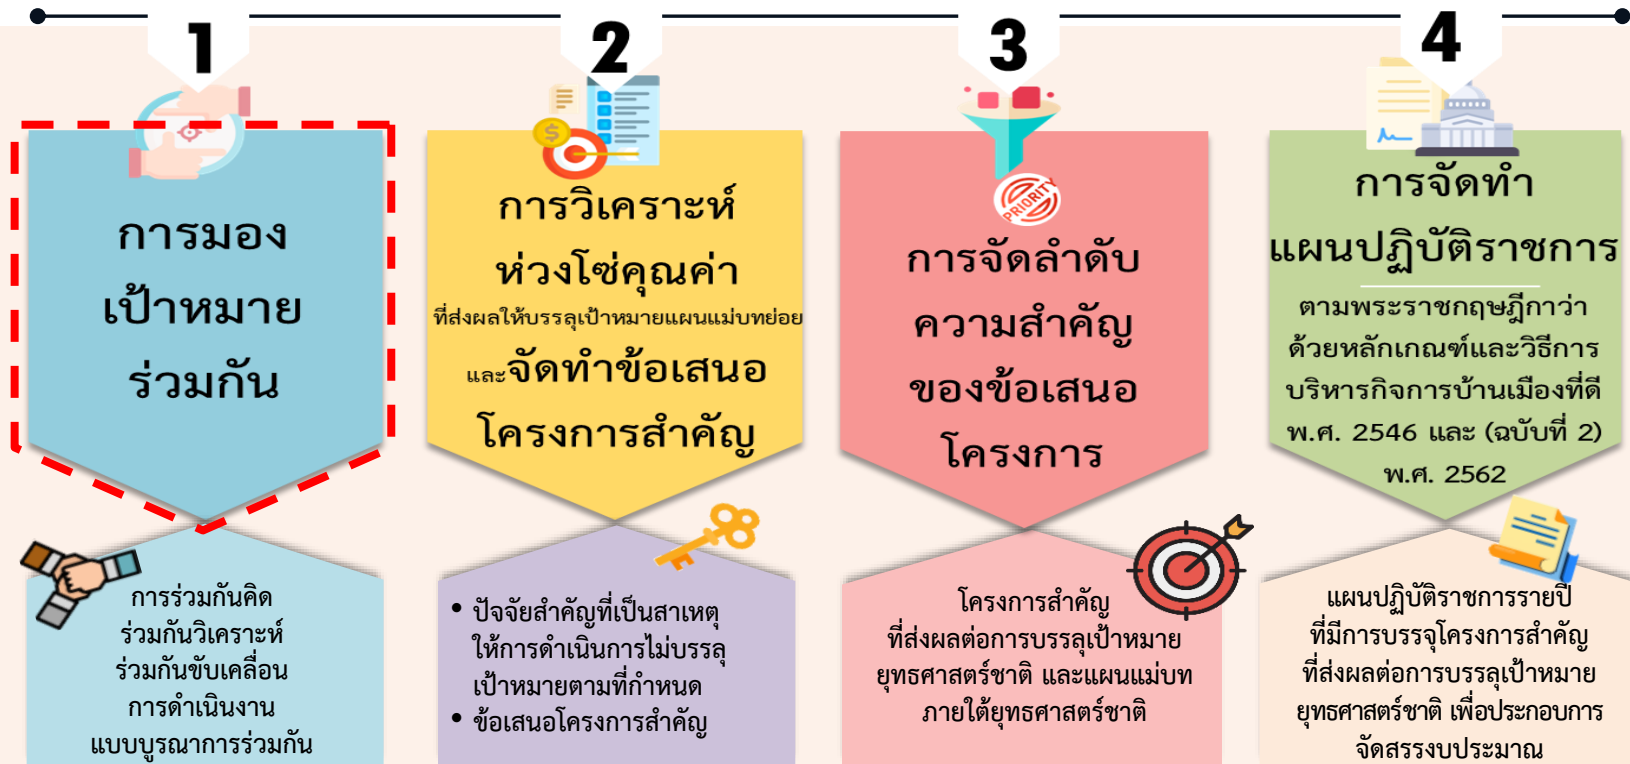 1
การมอง
เป้าหมาย
ร่วมกัน
การร่วมกันคิด
ร่วมกันวิเคราะห์
ร่วมกันขับเคลื่อน
การดำเนินงาน
แบบบูรณาการร่วมกัน
2
$
การวิเคราะห์
ห่วงโซ่คุณค่า
ที่ส่งผลให้บรรลุเป้าหมายแผนแม่บทย่อย
และจัดทำข้อเสนอ
โครงการสำคัญ
• ปัจจัยสำคัญที่เป็นสาเหตุ
ให้การดำเนินการไม่บรรลุ
เป้าหมายตามที่กำหนด
• ข้อเสนอโครงการสำคัญ
3
PRIORITY
การจัดลำดับ
ความสำคัญ
ของข้อเสนอ
โครงการ
โครงการสำคัญ
ที่ส่งผลต่อการบรรลุเป้าหมาย
ยุทธศาสตร์ชาติ และแผนแม่บท
ภายใต้ยุทธศาสตร์ชาติ
4
การจัดทำ
แผนปฏิบัติราชการ
ตามพระราชกฤษฎีกาว่า
ด้วยหลักเกณฑ์และวิธีการ
บริหารกิจการบ้านเมืองที่ดี
พ.ศ. 2546 และ (ฉบับที่ 2)
พ.ศ. 2562
แผนปฏิบัติราชการรายปี
ที่มีการบรรจุโครงการสำคัญ
ที่ส่งผลต่อการบรรลุเป้าหมาย
ยุทธศาสตร์ชาติ เพื่อประกอบการ
จัดสรรงบประมาณ